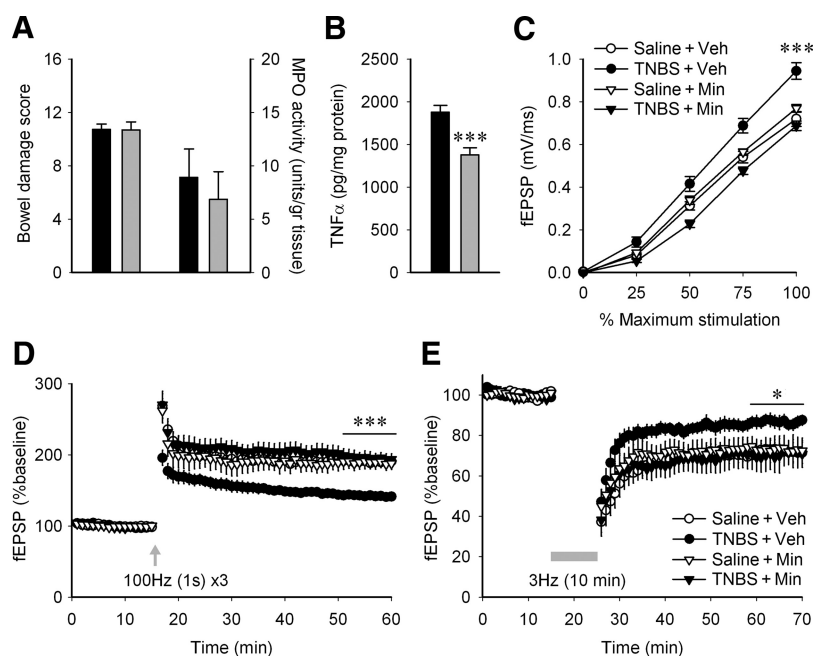 A
Bowel damage score
16
12
8
4
0
20
15
10
5
0
MPO activity (units/gr tissue)
B
TNFα (pg/mg protein)
2500
2000
1500
1000
500
0
***
C
fEPSP (mV/ms)
1.0
0.8
0.6
0.4
0.2
0.0
Saline + Veh
TNBS + Veh
Saline + Min
TNBS + Min
***
0 25 50 75 100
% Maximum stimulation
D
fEPSP (%baseline)
300
200
100
0
***
100Hz (1s) x3
0 10 20 30 40 50 60
Time (min)
E
fEPSP (%baseline)
100
80
60
40
20
0
*
Saline + Veh
TNBS + Veh
Saline + Min
TNBS + Min
3Hz (10 min)
0 10 20 30 40 50 60 70
Time (min)